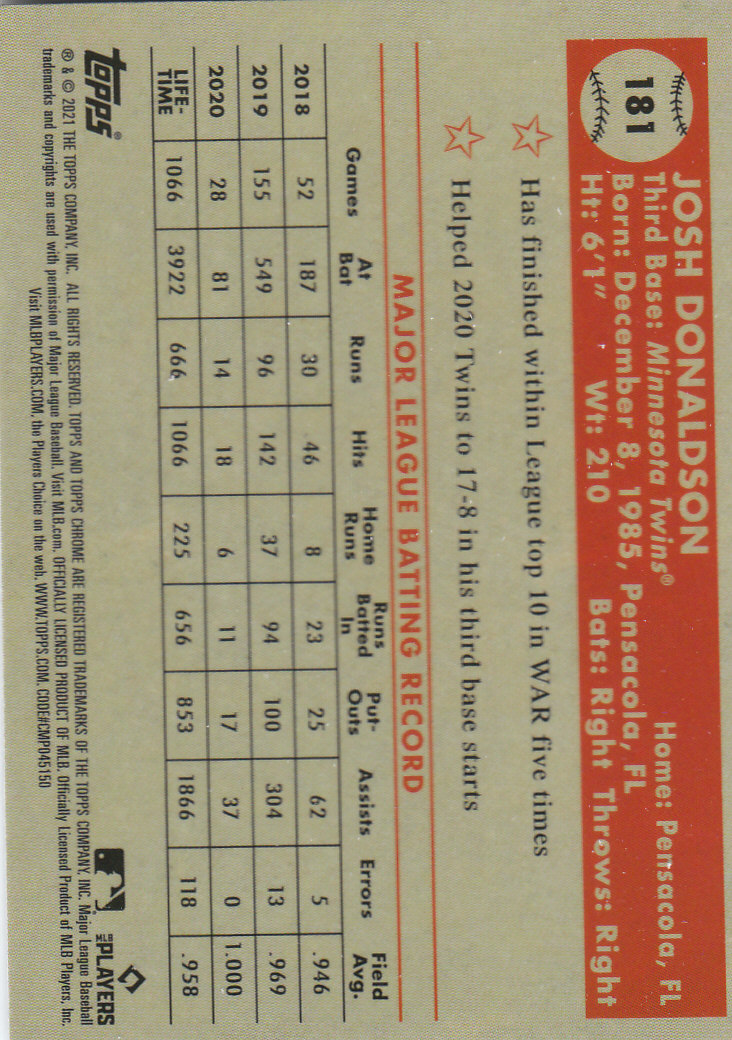 181
JOSH DONALDSON
Third Base: Minnesota Twins® Home: Pensacola, FL
Born: December 8, 1985, Pensacola, FL
Ht: 6'1" Wt: 210 Bats: Right Throws: Right
Has finished within League top 10 in WAR five times
Helped 2020 Twins to 17-8 in his third base starts
MAJOR LEAGUE BATTING RECORD
Games At Bat Runs Hits Home Runs Runs Batted In Put-Outs Assists Errors Field Avg.
2018 52 187 30 46 8 23 25 62 5 .946
2019 155 549 96 142 37 94 100 304 13 .969
2020 28 81 14 18 6 11 17 37 0 1.000
LIFE-TIME 1066 3922 666 1066 225 656 853 1866 118 .958
topps®
MLB PLAYERS
® & © 2021 THE TOPPS COMPANY, INC. ALL RIGHTS RESERVED. TOPPS AND TOPPS CHROME ARE REGISTERED TRADEMARKS OF THE TOPPS COMPANY, INC. Major League Baseball
trademarks and copyrights are used with permission of Major League Baseball. Visit MLB.com. OFFICIALLY LICENSED PRODUCT OF MLB. Officially Licensed Product of MLB Players, Inc.
Visit MLBPLAYERS.COM, the Players Choice on the web. WWW.TOPPS.COM. CODE#CMP045150